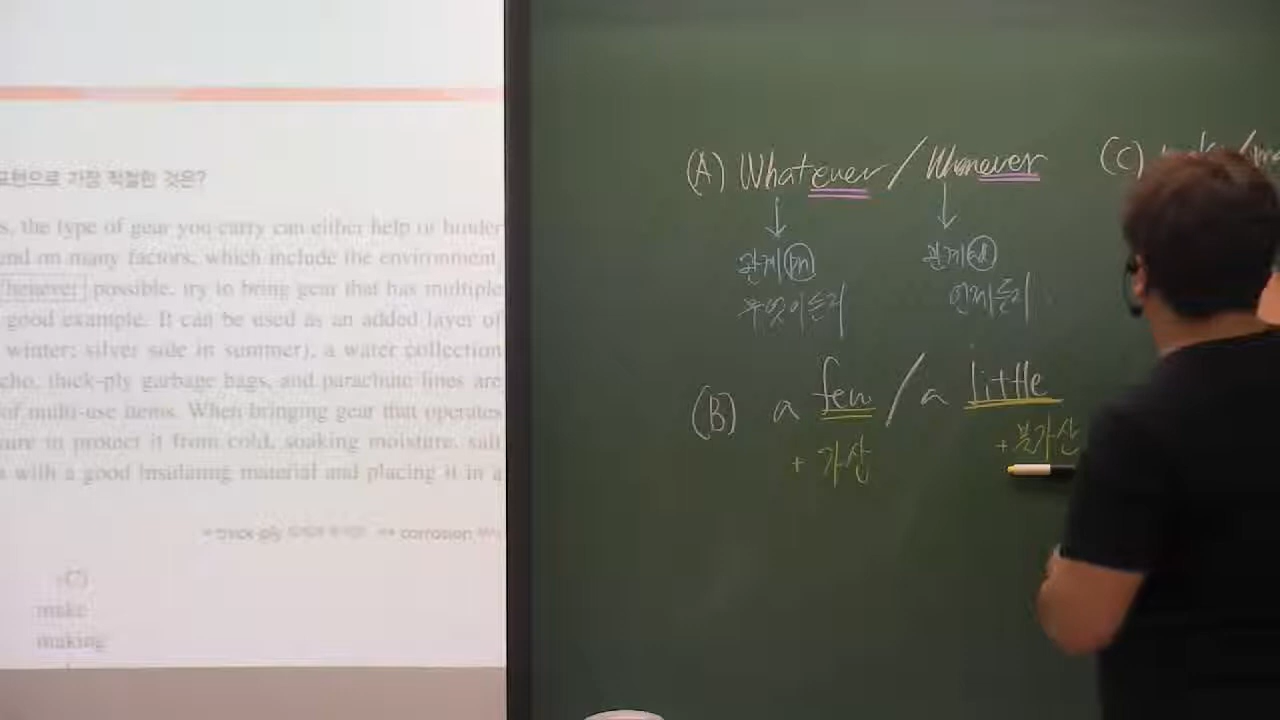 표현으로 가장 적절한 것은?
s, the type of gear you carry can either help or hinder
and on many factors, which include the environment,
henever possible, try to bring gear that has multiple
good example. It can be used as an added layer of
winter; silver side in summer), a water collection
cho, thick-ply garbage bags, and parachute lines are
of multi-use items. When bringing gear that operates
ure to protect it from cold, soaking moisture, salt
with a good insulating material and placing it in a
* thick-ply ** corrosion
(C)
make
making
(A) Whatever / Whenever (C)
관계 pn 관계 ad
무엇이든지 언제든지
(B) a few / a little
+ 가산 + 불가산